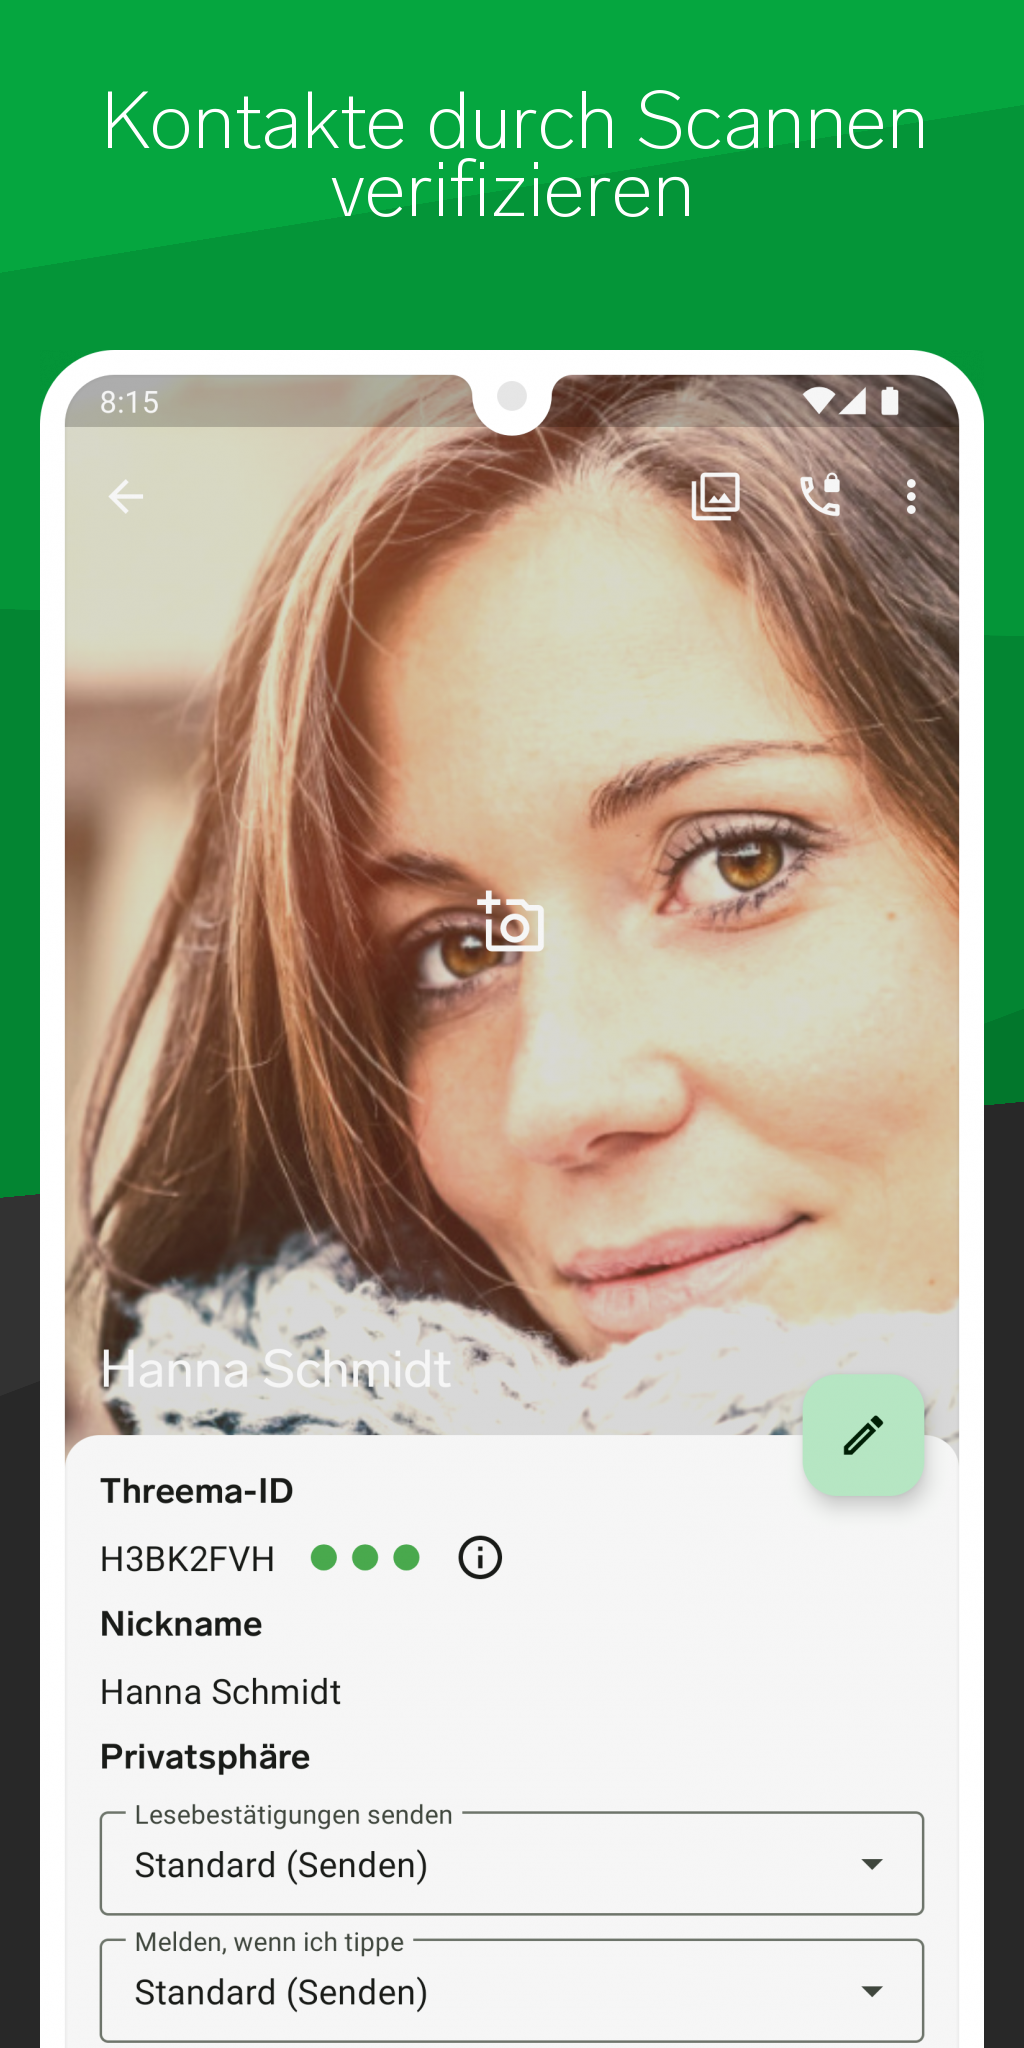 Kontakte durch Scannen
verifizieren
8:15
Hanna Schmidt
Threema-ID
H3BK2FVH
Nickname
Hanna Schmidt
Privatsphäre
Lesebestätigungen senden
Standard (Senden)
Melden, wenn ich tippe
Standard (Senden)